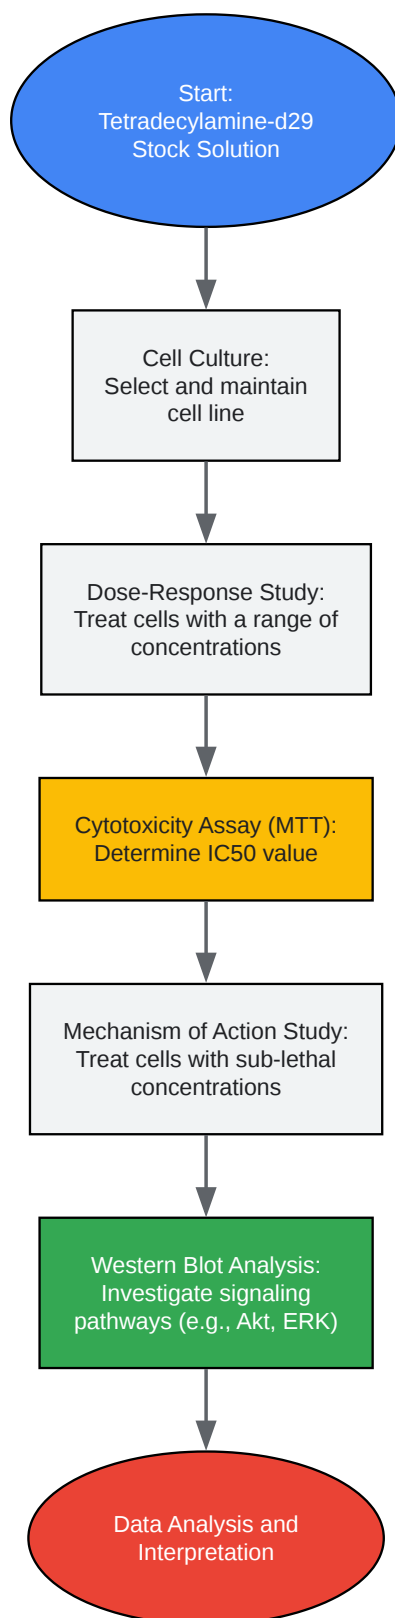 Start:
Tetradecylamine-d29
Stock Solution
Cell Culture:
Select and maintain
cell line
Dose-Response Study:
Treat cells with a range of
concentrations
Cytotoxicity Assay (MTT):
Determine IC50 value
Mechanism of Action Study:
Treat cells with sub-lethal
concentrations
Western Blot Analysis:
Investigate signaling
pathways (e.g., Akt, ERK)
Data Analysis and
Interpretation